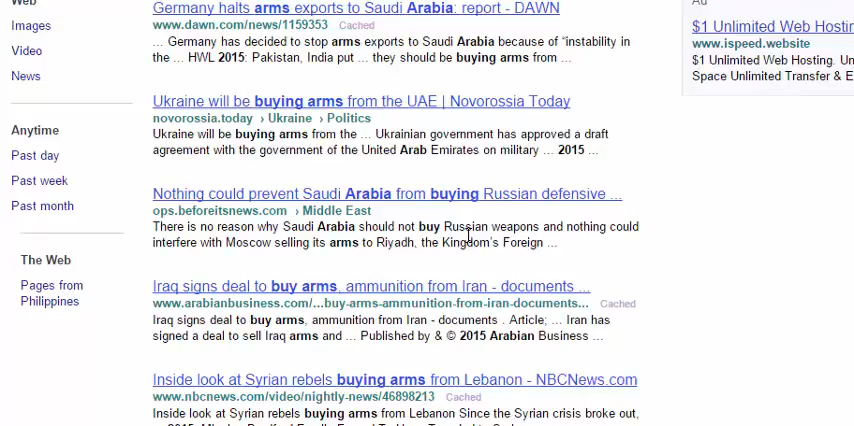 Web
Images
Video
News
Anytime
Past day
Past week
Past month
The Web
Pages from
Philippines
Germany halts arms exports to Saudi Arabia: report - DAWN
www.dawn.com/news/1159353 Cached
... Germany has decided to stop arms exports to Saudi Arabia because of “instability in
the ... HWL 2015: Pakistan, India put ... they should be buying arms from ...
Ukraine will be buying arms from the UAE | Novorossia Today
novorossia.today › Ukraine › Politics
Ukraine will be buying arms from the ... Ukrainian government has approved a draft
agreement with the government of the United Arab Emirates on military ... 2015 ...
Nothing could prevent Saudi Arabia from buying Russian defensive ...
ops.beforeitsnews.com › Middle East
There is no reason why Saudi Arabia should not buy Russian weapons and nothing could
interfere with Moscow selling its arms to Riyadh, the Kingdom's Foreign ...
Iraq signs deal to buy arms, ammunition from Iran - documents ...
www.arabianbusiness.com/...buy-arms-ammunition-from-iran-documents... Cached
Iraq signs deal to buy arms, ammunition from Iran - documents . Article; ... Iran has
signed a deal to sell Iraq arms and ... Published by & © 2015 Arabian Business ...
Inside look at Syrian rebels buying arms from Lebanon - NBCNews.com
www.nbcnews.com/video/nightly-news/46898213 Cached
Inside look at Syrian rebels buying arms from Lebanon Since the Syrian crisis broke out,
Ad
$1 Unlimited Web Hostin
www.ispeed.website
$1 Unlimited Web Hosting. Un
Space Unlimited Transfer & E